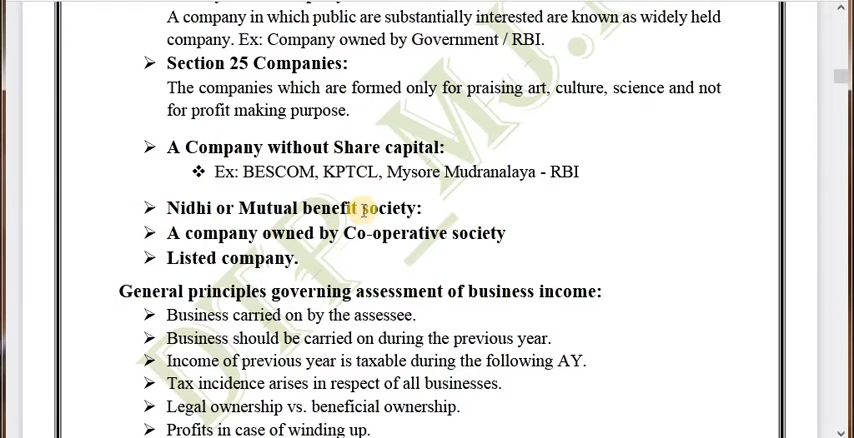 A company in which public are substantially interested are known as widely held
company. Ex: Company owned by Government / RBI.
➢ Section 25 Companies:
The companies which are formed only for praising art, culture, science and not
for profit making purpose.
➢ A Company without Share capital:
❖ Ex: BESCOM, KPTCL, Mysore Mudranalaya - RBI
➢ Nidhi or Mutual benefit society:
➢ A company owned by Co-operative society
➢ Listed company.
General principles governing assessment of business income:
➢ Business carried on by the assessee.
➢ Business should be carried on during the previous year.
➢ Income of previous year is taxable during the following AY.
➢ Tax incidence arises in respect of all businesses.
➢ Legal ownership vs. beneficial ownership.
➢ Profits in case of winding up.